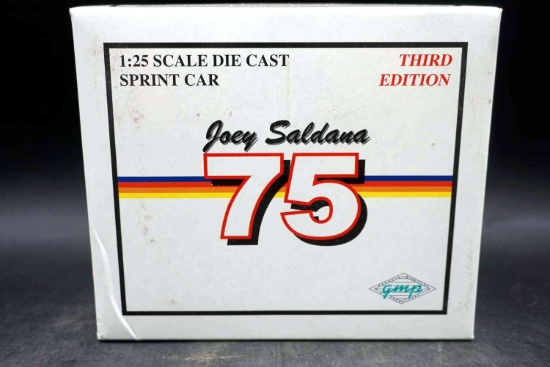 1:25 SCALE DIE CAST
SPRINT CAR
THIRD
EDITION
Joey Saldana
75
gmp